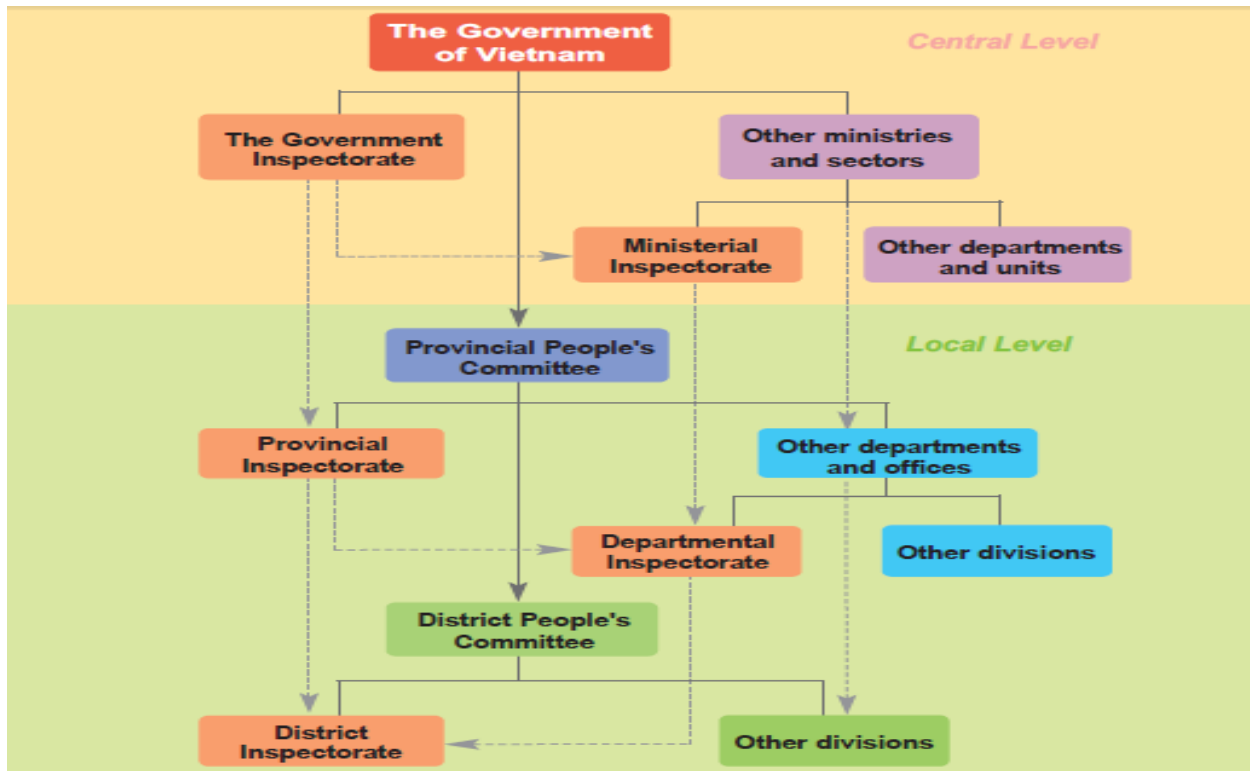 The Government
of Vietnam
Central Level
The Government
Inspectorate
Other ministries
and sectors
Ministerial
Inspectorate
Other departments
and units
Provincial People's
Committee
Local Level
Provincial
Inspectorate
Other departments
and offices
Departmental
Inspectorate
Other divisions
District People's
Committee
District
Inspectorate
Other divisions